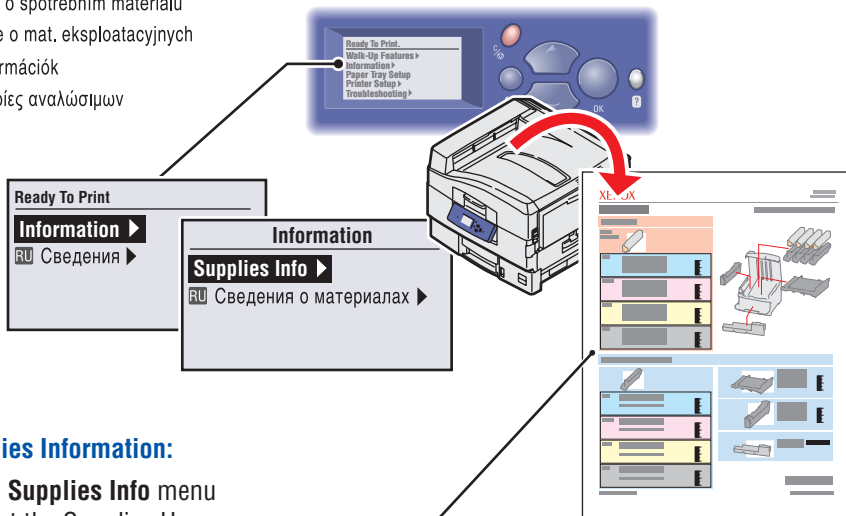 o spotřebním materiálu
e o mat. eksploatacyjnych
rmációk
ρίες αναλώσιμων
Ready To Print.
Walk-Up Features
Information
Paper Tray Setup
Printer Setup
Troubleshooting
OK
?
Ready To Print
Information
RU Сведения
Information
Supplies Info
RU Сведения о материалах
XEROX
ies Information:
Supplies Info menu